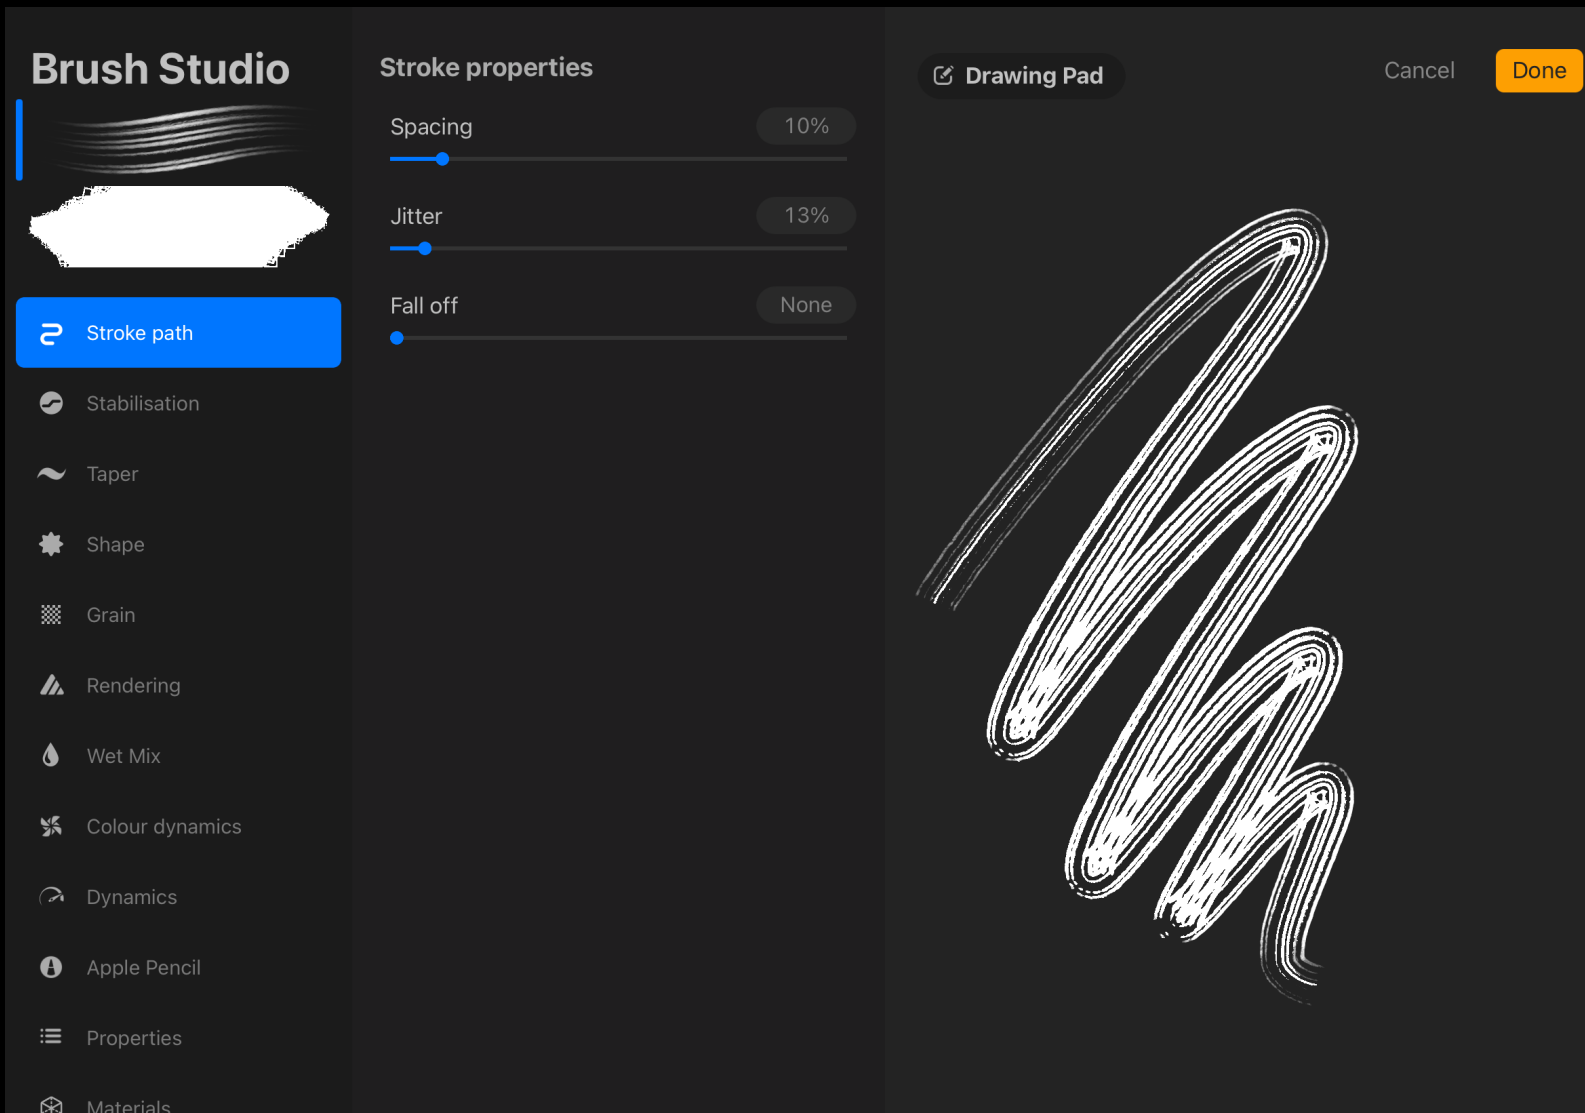 Brush Studio
Stroke path
Stabilisation
Taper
Shape
Grain
Rendering
Wet Mix
Colour dynamics
Dynamics
Apple Pencil
Properties
Materials
Stroke properties
Spacing 10%
Jitter 13%
Fall off None
Drawing Pad
Cancel
Done